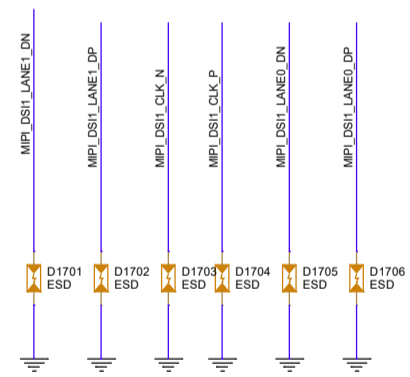 MIPI_DSI1_LANE1_DN
MIPI_DSI1_LANE1_DP
MIPI_DSI1_CLK_N
MIPI_DSI1_CLK_P
MIPI_DSI1_LANE0_DN
MIPI_DSI1_LANE0_DP
D1701
ESD
D1702
ESD
D1703
ESD
D1704
ESD
D1705
ESD
D1706
ESD